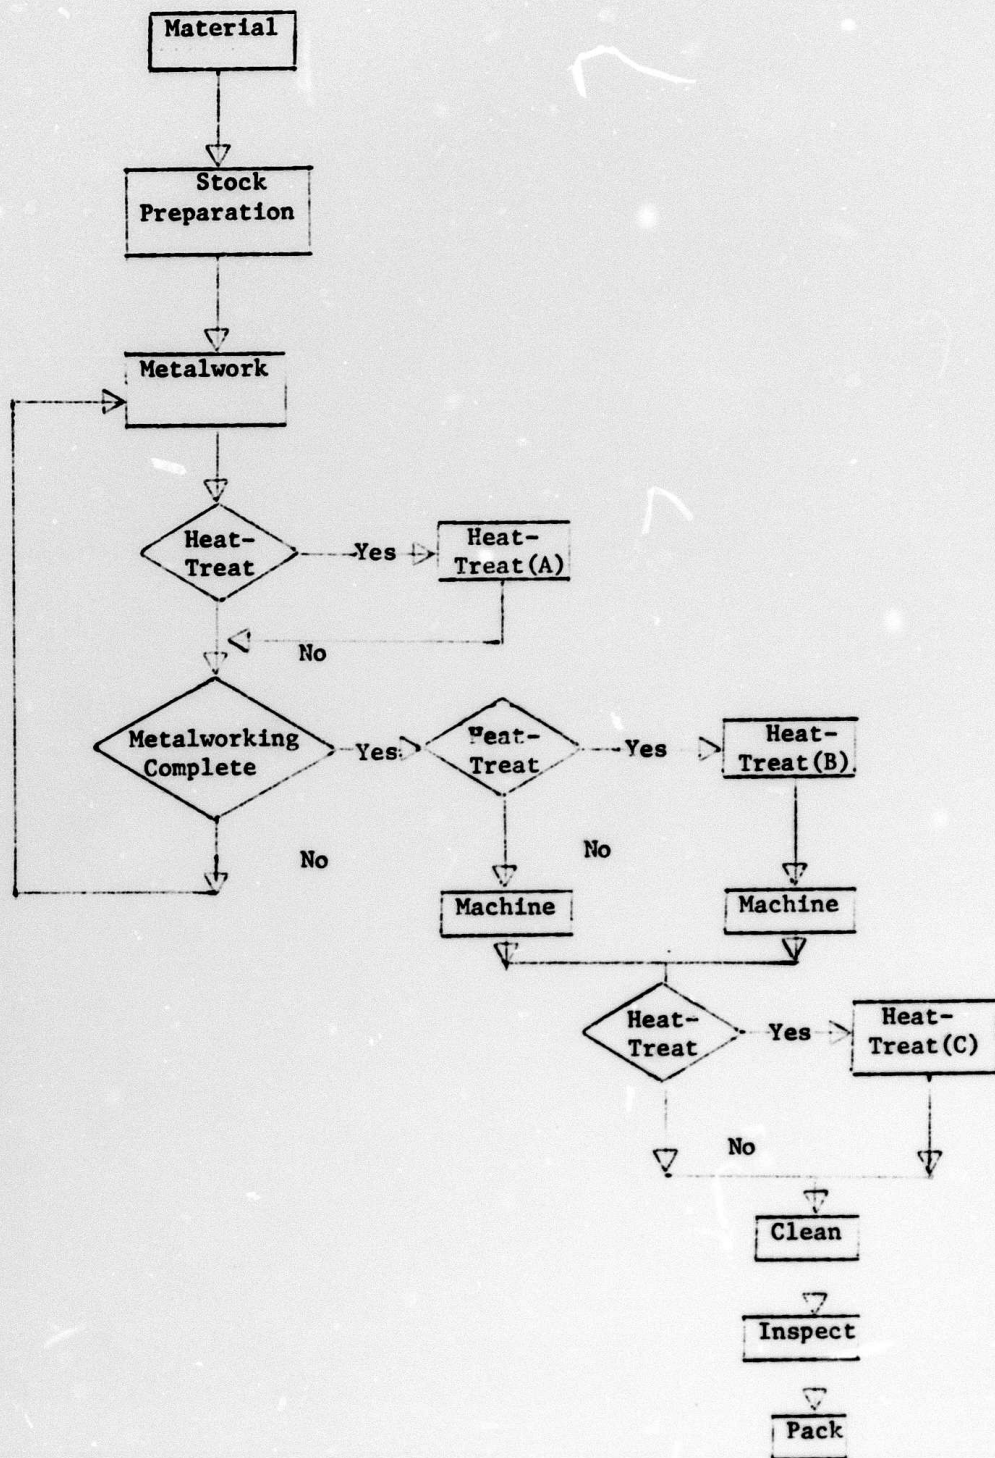 Material
Stock
Preparation
Metalwork
Heat-
Treat
Yes
Heat-
Treat(A)
No
Metalworking
Complete
Yes
Heat-
Treat
Yes
Heat-
Treat(B)
No
No
Machine
Machine
Heat-
Treat
Yes
Heat-
Treat(C)
No
Clean
Inspect
Pack